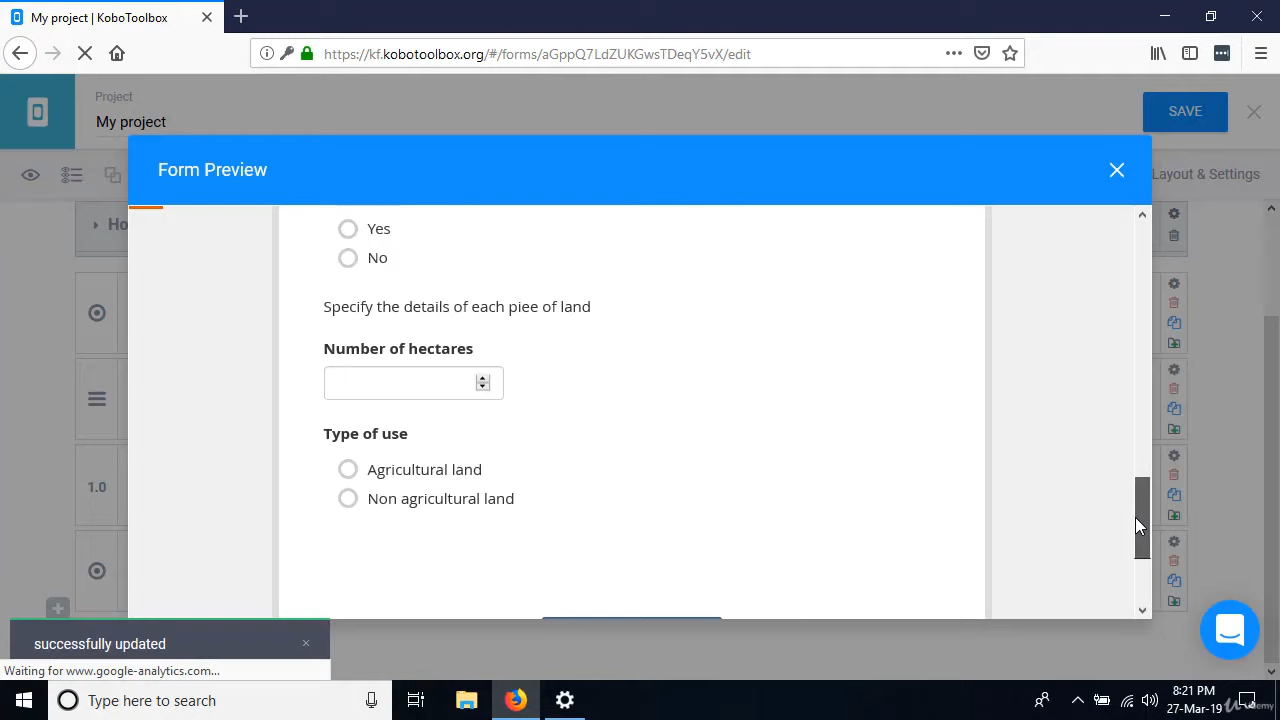 My project | KoboToolbox
https://kf.kobotoolbox.org/#/forms/aGppQ7LdZUKGwsTDeqY5vX/edit
Project
My project
SAVE
Layout & Settings
Form Preview
Ho
Yes
No
Specify the details of each piee of land
Number of hectares
Type of use
Agricultural land
Non agricultural land
1.0
successfully updated
Waiting for www.google-analytics.com...
Type here to search
8:21 PM
27-Mar-19
Udemy